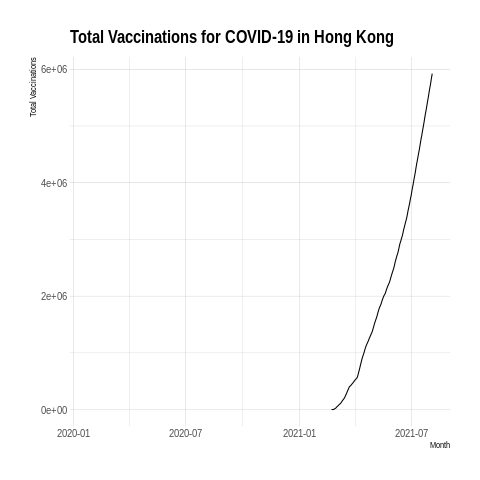 Total Vaccinations for COVID-19 in Hong Kong
Total Vaccinations
6e+06
4e+06
2e+06
0e+00
2020-01 2020-07 2021-01 2021-07
Month